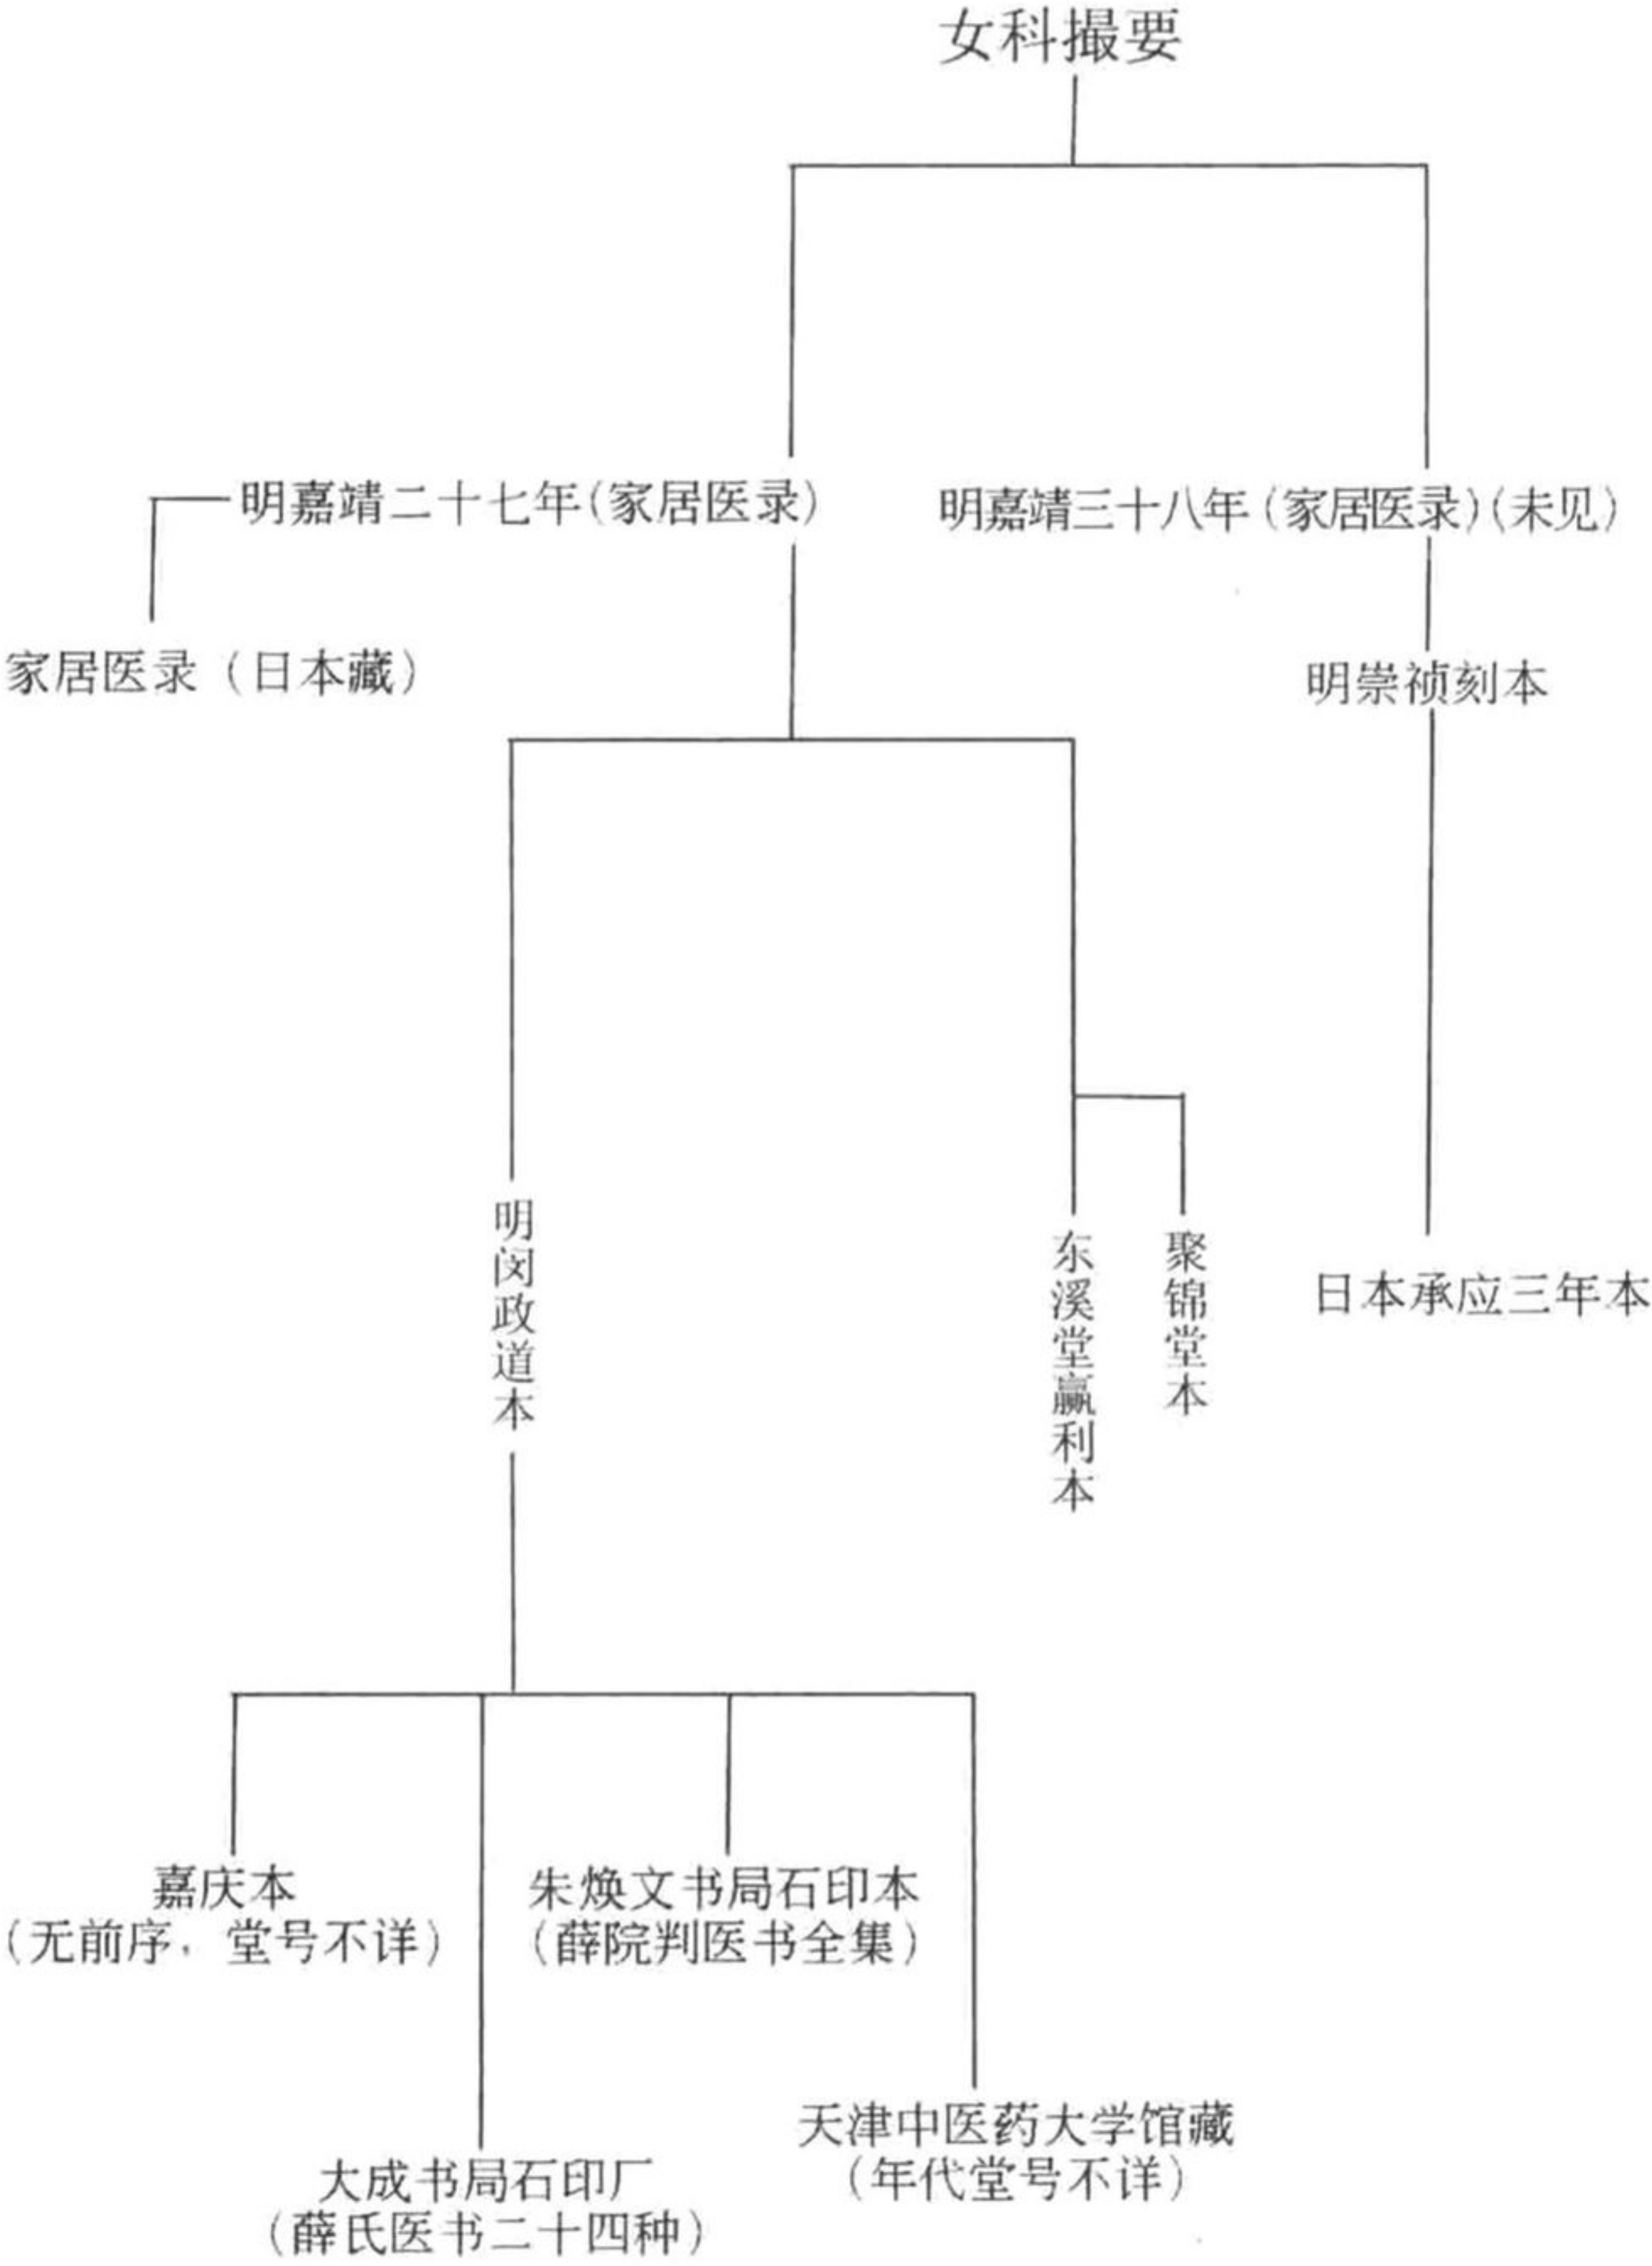 女科撮要
明嘉靖二十七年(家居医录)
明嘉靖三十八年(家居医录)(未见)
家居医录（日本藏）
明崇祯刻本
明闵政道本
东溪堂赢利本
聚锦堂本
日本承应三年本
嘉庆本
（无前序，堂号不详）
朱焕文书局石印本
（薛院判医书全集）
大成书局石印厂
（薛氏医书二十四种）
天津中医药大学馆藏
（年代堂号不详）